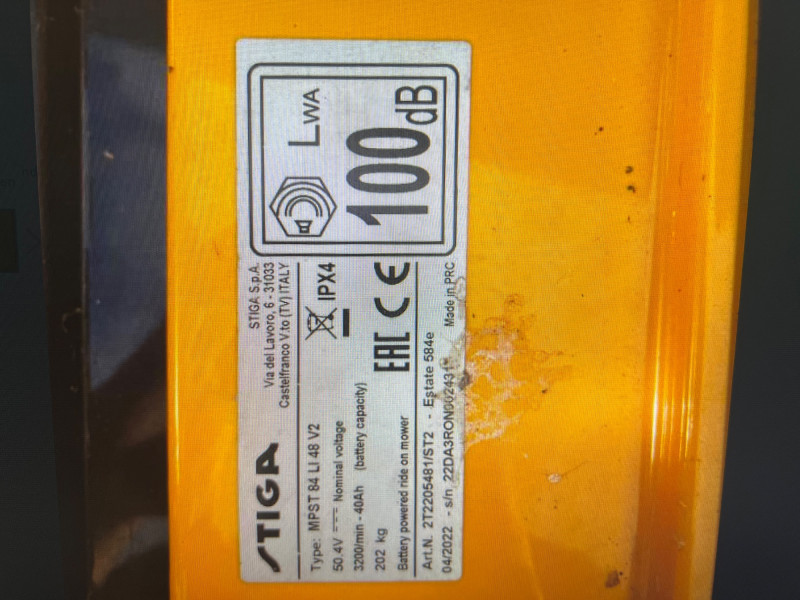 STIGA
STIGA S.p.A.
Via del Lavoro, 6 - 31033
Castelfranco V.to (TV) ITALY
Type: MPST 84 LI 48 V2
50.4V Nominal voltage
IPX4
3200/min - 40Ah (battery capacity)
202 kg
EAC CE
Battery powered ride on mower
Art.N. 2T2205481/ST2 - Estate 584e
04/2022 - s/n 22DA3RON002431 Made in PRC
LWA
100dB